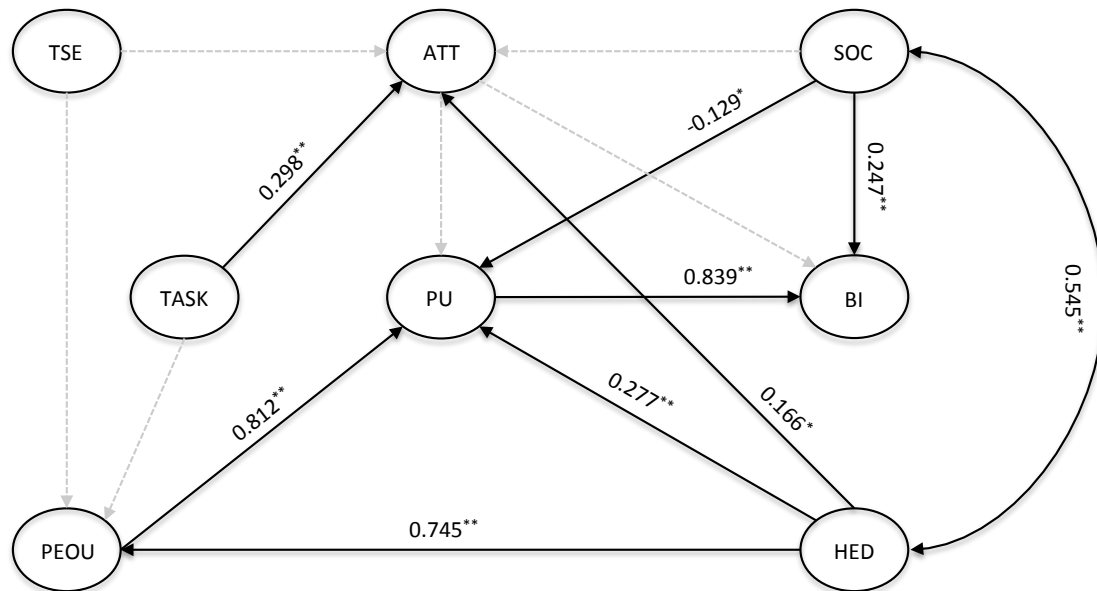 TSE
ATT
SOC
-0.129*
0.298**
0.247**
TASK
PU
0.839**
BI
0.545**
0.812**
0.277**
0.166*
PEOU
0.745**
HED